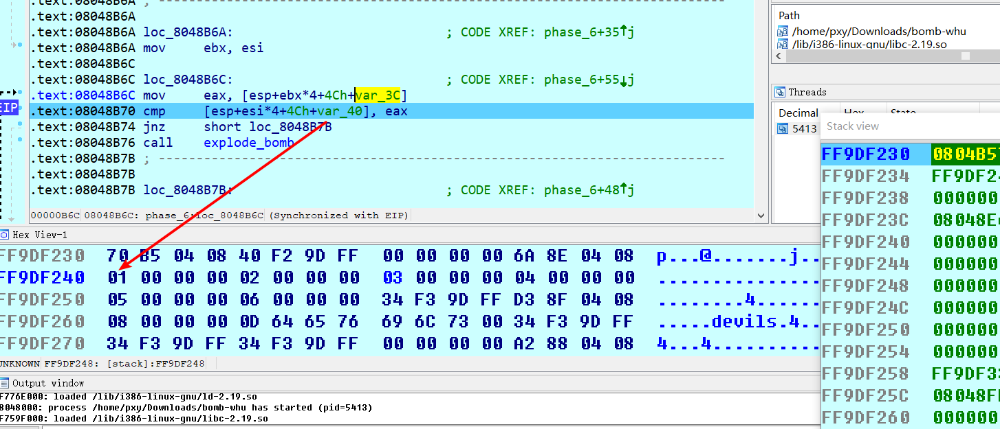 .text:08048B6A ; ---------------------------------------------------------------------------
.text:08048B6A
.text:08048B6A loc_8048B6A: ; CODE XREF: phase_6+35↑j
.text:08048B6A mov ebx, esi
.text:08048B6C
.text:08048B6C loc_8048B6C: ; CODE XREF: phase_6+55↓j
.text:08048B6C mov eax, [esp+ebx*4+4Ch+var_3C]
EIP .text:08048B70 cmp [esp+esi*4+4Ch+var_40], eax
.text:08048B74 jnz short loc_8048B7B
.text:08048B76 call explode_bomb
.text:08048B7B ; ---------------------------------------------------------------------------
.text:08048B7B
.text:08048B7B loc_8048B7B: ; CODE XREF: phase_6+48↑j
00000B6C 08048B6C: phase_6:loc_8048B6C (Synchronized with EIP)
Path
/home/pxy/Downloads/bomb-whu
/lib/i386-linux-gnu/libc-2.19.so
Threads
Decimal Hex State
5413
Stack view
FF9DF230 0804B5
FF9DF234 FF9DF2
FF9DF238 000000
FF9DF23C 08048E
FF9DF240 000000
FF9DF244 000000
FF9DF248 000000
FF9DF24C 000000
FF9DF250 000000
FF9DF254 000000
FF9DF258 FF9DF3
FF9DF25C 08048F
FF9DF260 000000
Hex View-1
FF9DF230 70 B5 04 08 40 F2 9D FF 00 00 00 00 6A 8E 04 08 p...@.......j..
FF9DF240 01 00 00 00 02 00 00 00 03 00 00 00 04 00 00 00 ...............
FF9DF250 05 00 00 00 06 00 00 00 34 F3 9D FF D3 8F 04 08 ........4......
FF9DF260 08 00 00 00 0D 64 65 76 69 6C 73 00 34 F3 9D FF .....devils.4..
FF9DF270 34 F3 9D FF 34 F3 9D FF 00 00 00 00 A2 88 04 08 4...4..........
UNKNOWN FF9DF248: [stack]:FF9DF248
Output window
F776E000: loaded /lib/i386-linux-gnu/ld-2.19.so
8048000: process /home/pxy/Downloads/bomb-whu has started (pid=5413)
F759F000: loaded /lib/i386-linux-gnu/libc-2.19.so